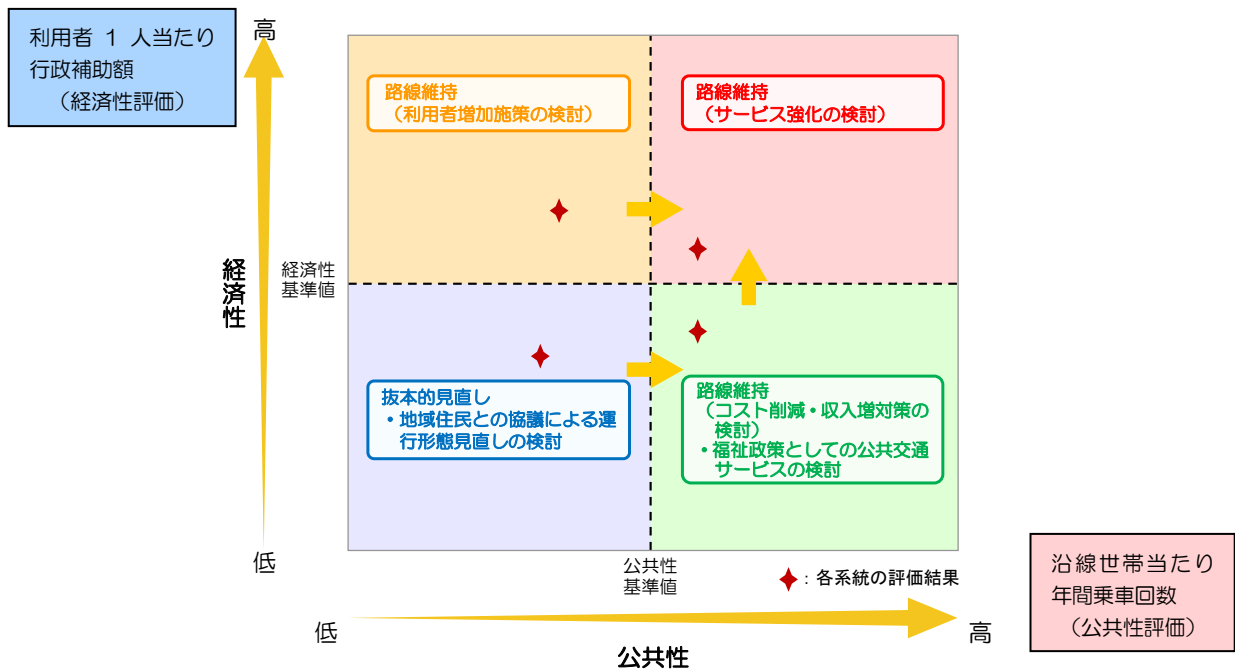 利用者 1 人当たり
行政補助額
（経済性評価）
高
路線維持
（利用者増加施策の検討）
路線維持
（サービス強化の検討）
経済性
経済性
基準値
抜本的見直し
・地域住民との協議による運
行形態見直しの検討
路線維持
（コスト削減・収入増対策の
検討）
・福祉政策としての公共交通
サービスの検討
低
公共性
基準値
：各系統の評価結果
低
高
公共性
沿線世帯当たり
年間乗車回数
（公共性評価）